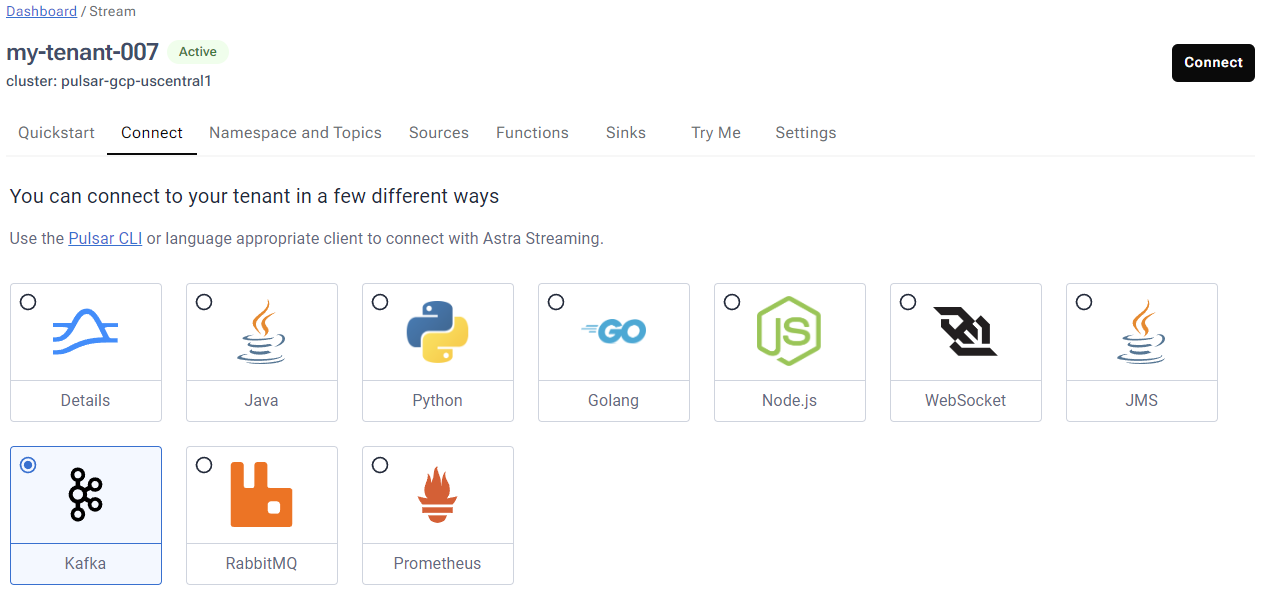 Dashboard / Stream
my-tenant-007 Active
cluster: pulsar-gcp-uscentral1
Connect
Quickstart Connect Namespace and Topics Sources Functions Sinks Try Me Settings
You can connect to your tenant in a few different ways
Use the Pulsar CLI or language appropriate client to connect with Astra Streaming.
GO
JS
Details Java Python Golang Node.js WebSocket JMS
Kafka RabbitMQ Prometheus